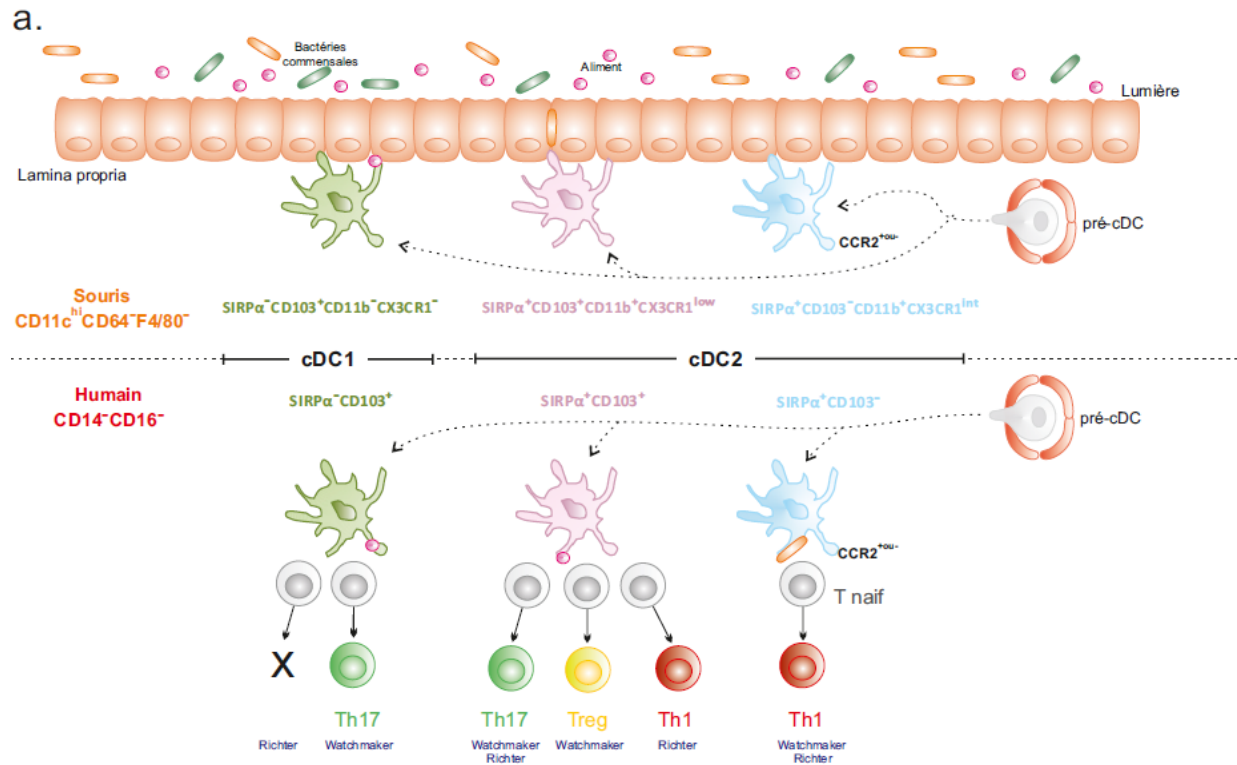 a.
Bactéries
commensales
Aliment
Lumière
Lamina propria
pré-cDC
CCR2⁺ᵒᵘ⁻
Souris
CD11cʰⁱCD64⁻F4/80⁻
SIRPα⁻CD103⁺CD11b⁻CX3CR1⁻
SIRPα⁺CD103⁺CD11b⁺CX3CR1ˡᵒʷ
SIRPα⁺CD103⁻CD11b⁺CX3CR1ⁱⁿᵗ
cDC1
cDC2
Humain
CD14⁻CD16⁻
SIRPα⁻CD103⁺
SIRPα⁺CD103⁺
SIRPα⁺CD103⁻
pré-cDC
CCR2⁺ᵒᵘ⁻
T naif
X
Th17
Th17
Treg
Th1
Th1
Richter
Watchmaker
Watchmaker
Richter
Watchmaker
Richter
Watchmaker
Richter